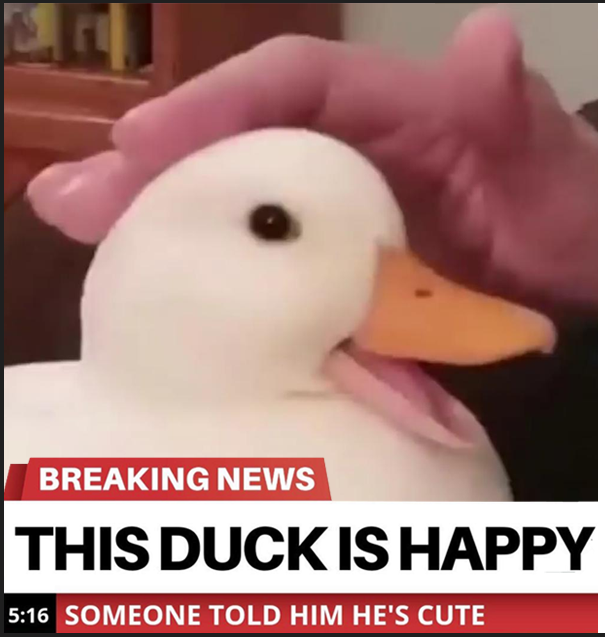 BREAKING NEWS
THIS DUCK IS HAPPY
5:16 SOMEONE TOLD HIM HE'S CUTE